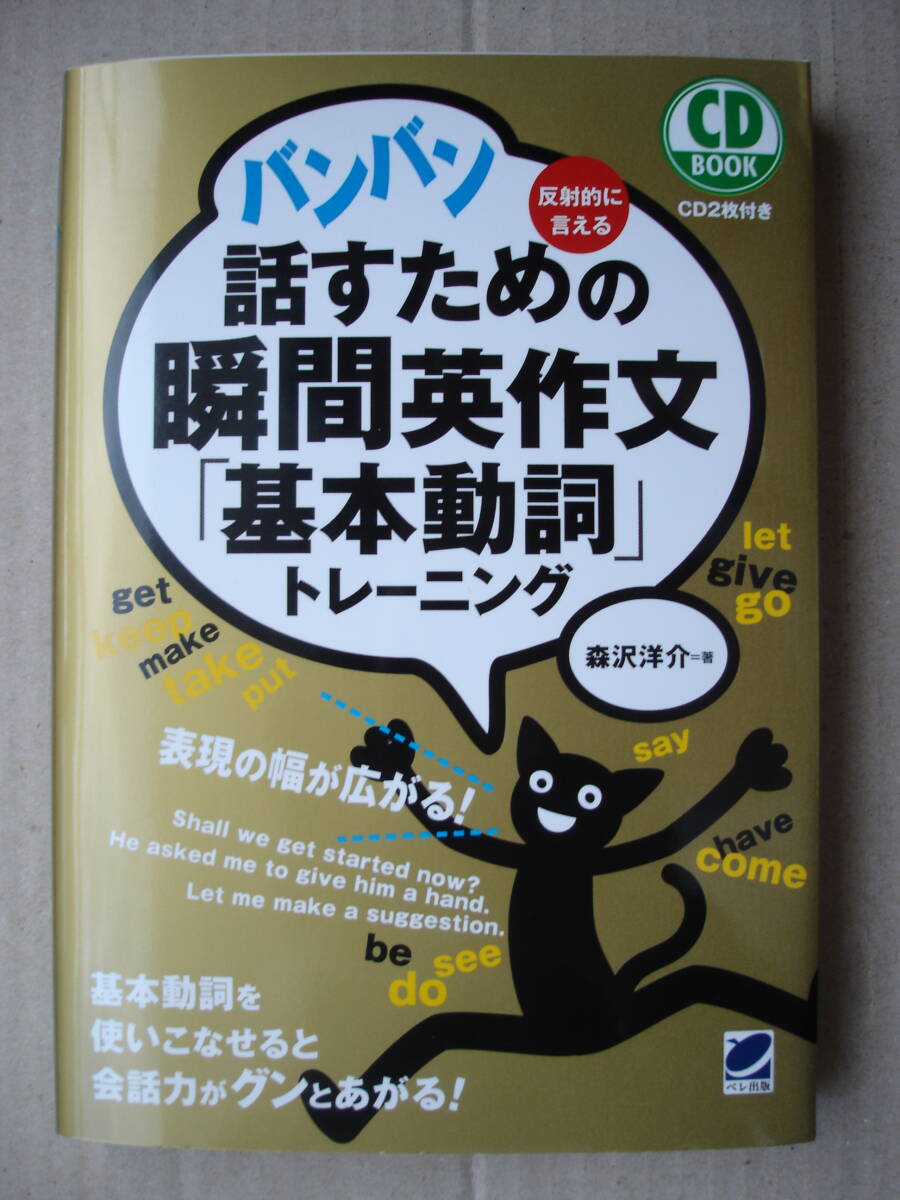 CD
BOOK
CD2枚付き
バンバン
反射的に
言える
話すための
瞬間英作文
「基本動詞」
トレーニング
森沢洋介=著
get
keep
make
take
put
let
give
go
say
have
come
表現の幅が広がる!
Shall we get started now?
He asked me to give him a hand.
Let me make a suggestion.
be
see
do
基本動詞を
使いこなせると
会話力がグンとあがる!
ベレ出版